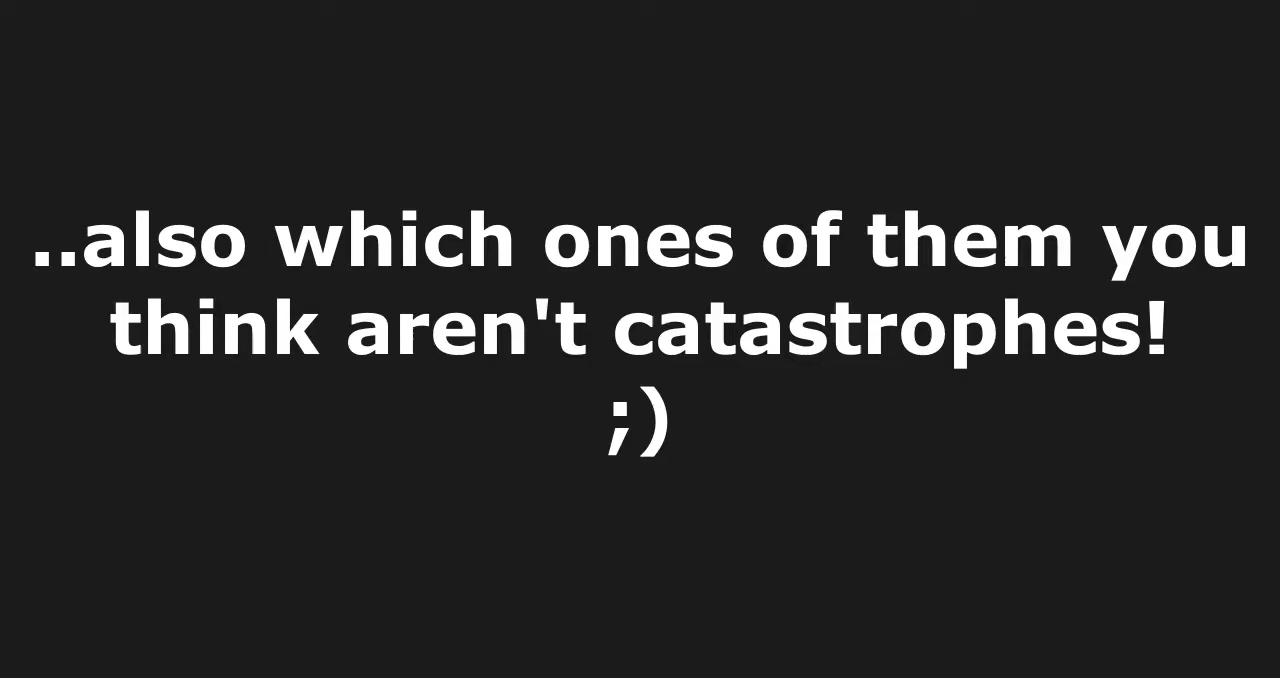 ..also which ones of them you
think aren't catastrophes!
;)